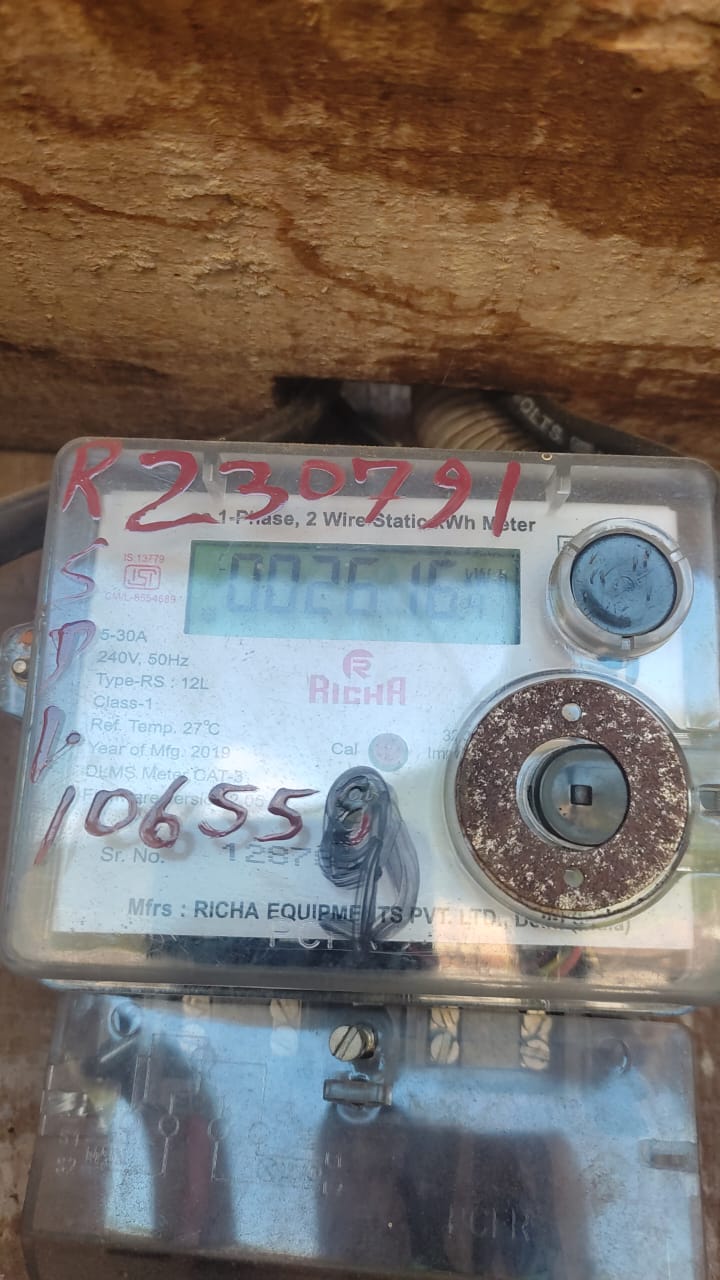 R230791
1-Phase, 2 Wire Static kWh Meter
IS 13779
ISI
CM/L-8554689
002616 kWh
S
D
5-30A
240V, 50Hz
Type-RS : 12L
Class-1
Ref. Temp. 27°C
Year of Mfg. 2019
DLMS Meter CAT-3
R
RICHA
Cal
10655
Sr. No.
Mfrs : RICHA EQUIPMENTS PVT. LTD.,
VOLTS